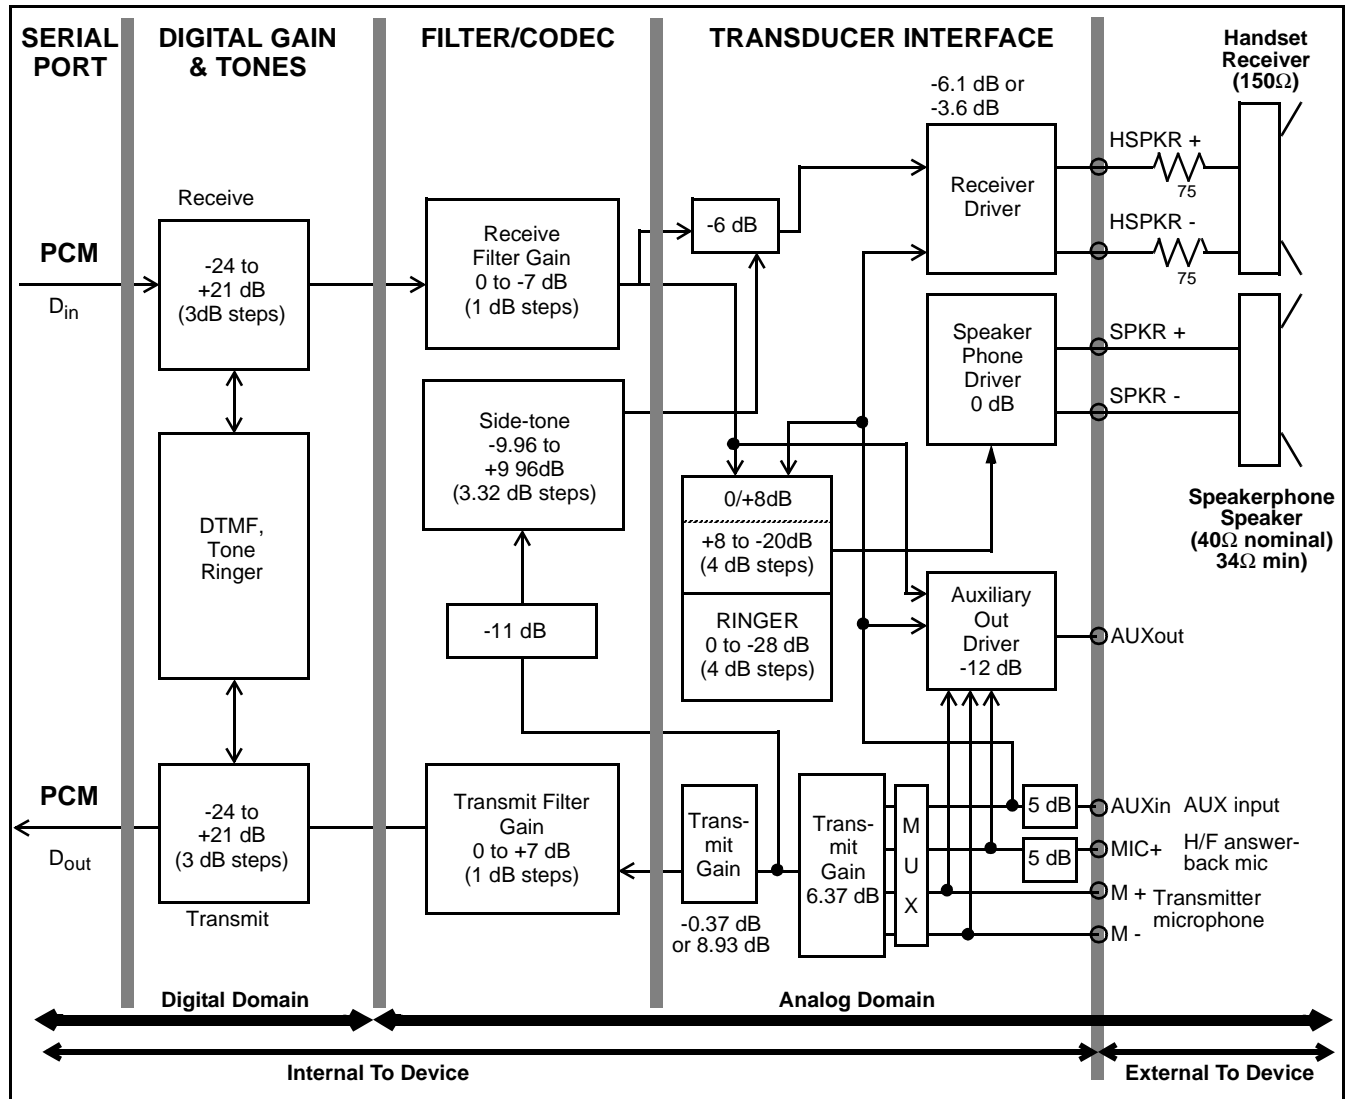 SERIAL
PORT
DIGITAL GAIN
& TONES
FILTER/CODEC
TRANSDUCER INTERFACE
Handset
Receiver
(150Ω)
-6.1 dB or
-3.6 dB
HSPKR +
75
HSPKR -
75
Receiver
Driver
Receive
-6 dB
PCM
Din
-24 to
+21 dB
(3dB steps)
Receive
Filter Gain
0 to -7 dB
(1 dB steps)
Speaker
Phone
Driver
0 dB
SPKR +
SPKR -
Side-tone
-9.96 to
+9 96dB
(3.32 dB steps)
0/+8dB
+8 to -20dB
(4 dB steps)
RINGER
0 to -28 dB
(4 dB steps)
Speakerphone
Speaker
(40Ω nominal)
34Ω min)
DTMF,
Tone
Ringer
-11 dB
Auxiliary
Out
Driver
-12 dB
AUXout
PCM
Dout
-24 to
+21 dB
(3 dB steps)
Transmit
Transmit Filter
Gain
0 to +7 dB
(1 dB steps)
Trans-
mit
Gain
-0.37 dB
or 8.93 dB
Trans-
mit
Gain
6.37 dB
M
U
X
5 dB
5 dB
AUXin AUX input
MIC+ H/F answer-
back mic
M + Transmitter
microphone
M -
Digital Domain
Analog Domain
Internal To Device
External To Device